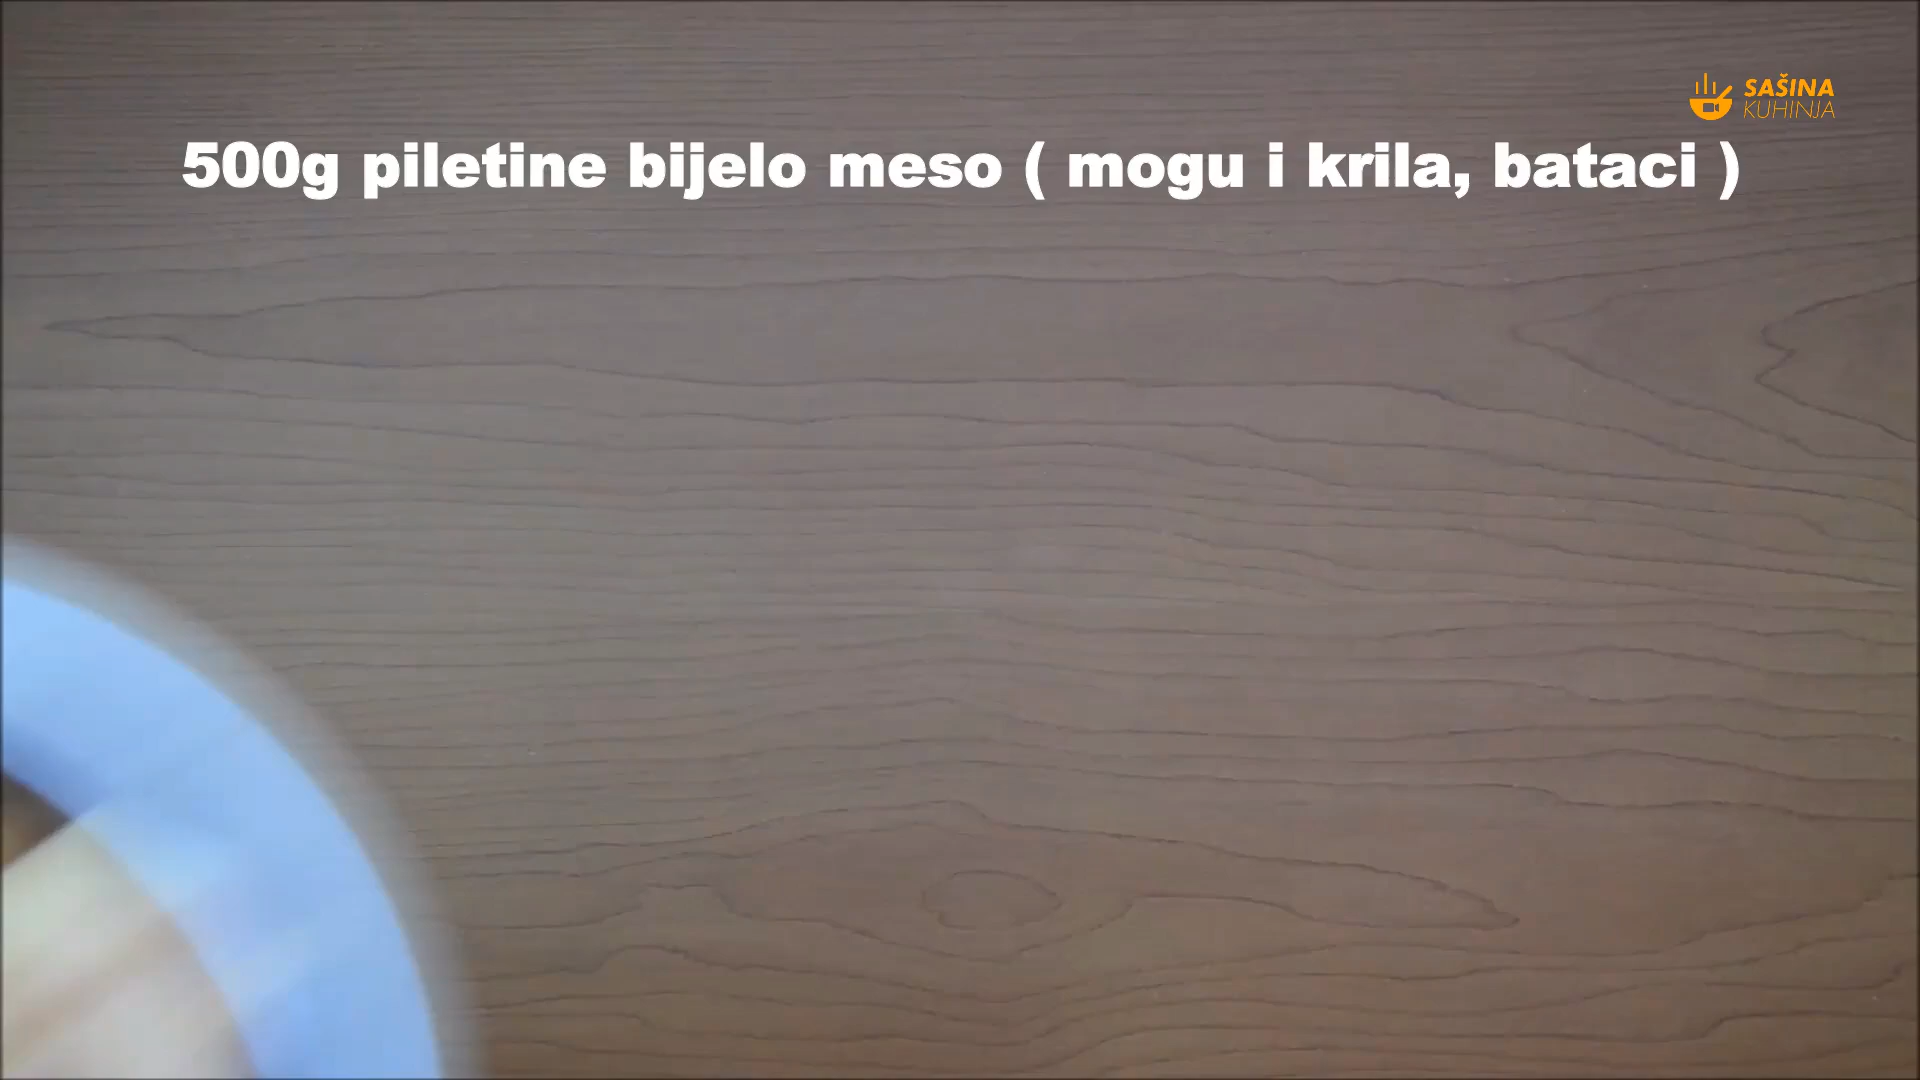 SAŠINA
KUHINJA
500g piletine bijelo meso ( mogu i krila, bataci )